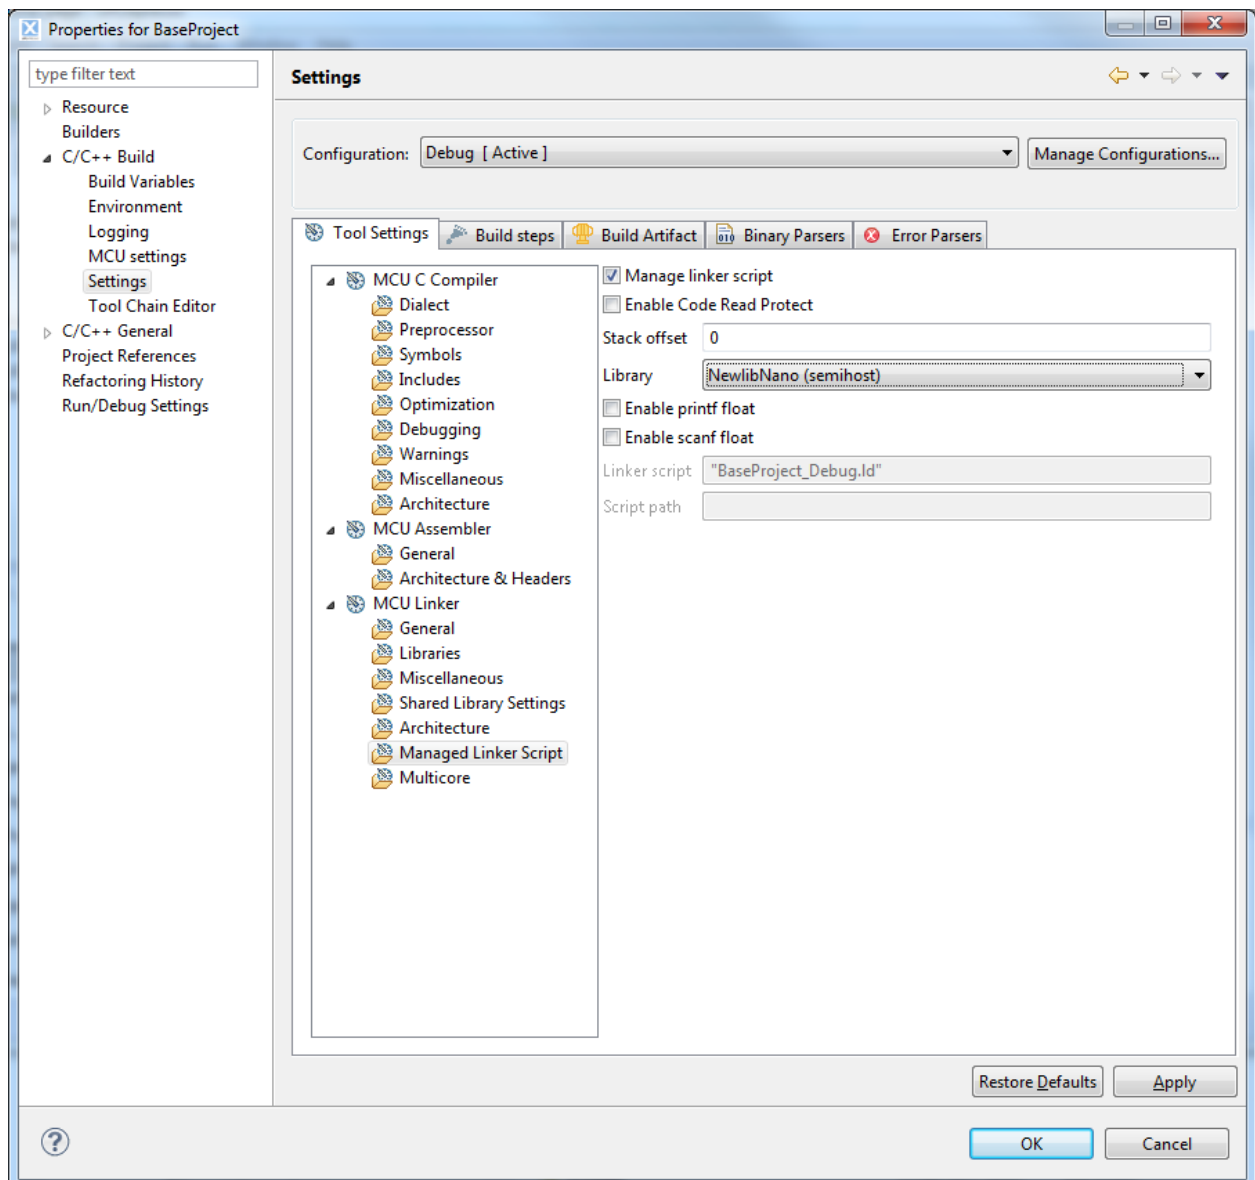 Properties for BaseProject
type filter text
Resource
Builders
C/C++ Build
Build Variables
Environment
Logging
MCU settings
Settings
Tool Chain Editor
C/C++ General
Project References
Refactoring History
Run/Debug Settings
Settings
Configuration: Debug [ Active ] Manage Configurations...
Tool Settings Build steps Build Artifact Binary Parsers Error Parsers
MCU C Compiler
Dialect
Preprocessor
Symbols
Includes
Optimization
Debugging
Warnings
Miscellaneous
Architecture
MCU Assembler
General
Architecture & Headers
MCU Linker
General
Libraries
Miscellaneous
Shared Library Settings
Architecture
Managed Linker Script
Multicore
Manage linker script
Enable Code Read Protect
Stack offset 0
Library NewlibNano (semihost)
Enable printf float
Enable scanf float
Linker script "BaseProject_Debug.ld"
Script path
Restore Defaults Apply
OK Cancel